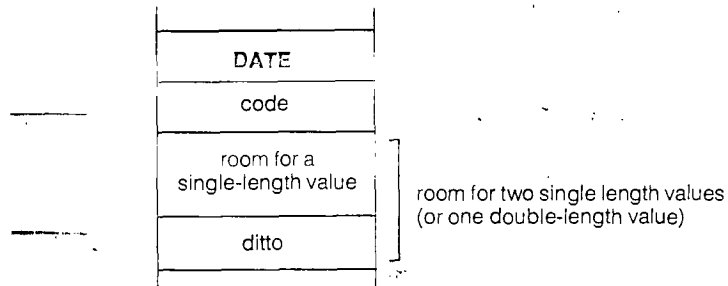 DATE
code
room for a
single-length value
ditto
room for two single length values
(or one double-length value)